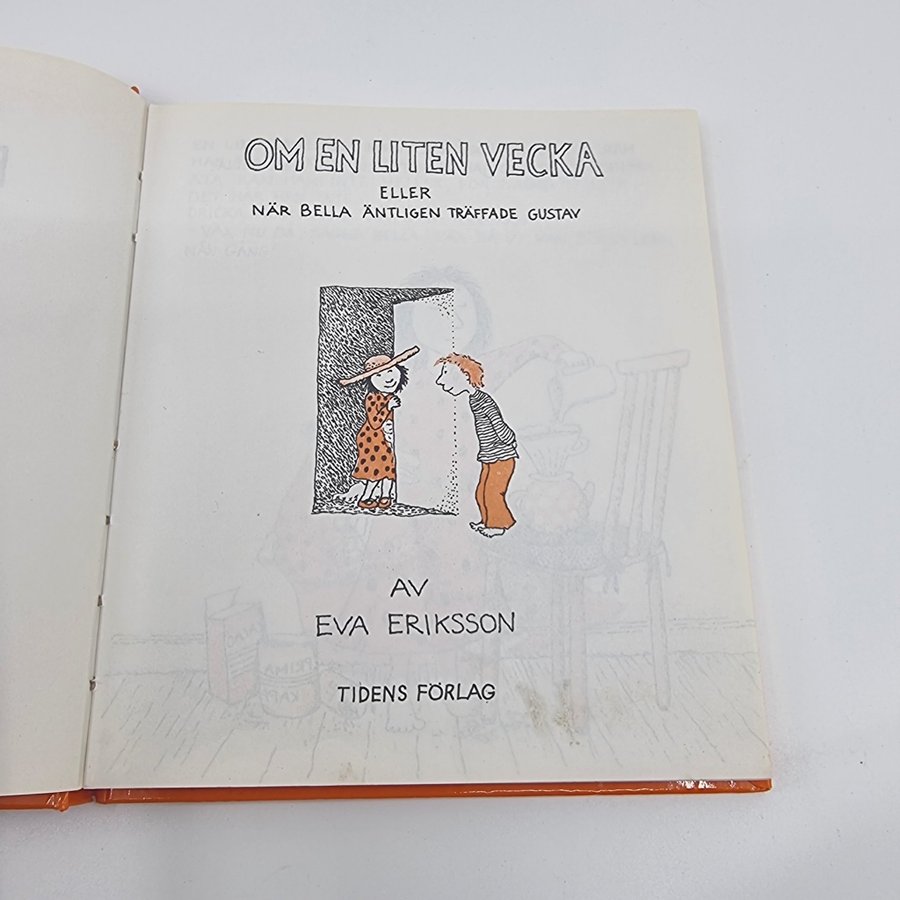 OM EN LITEN VECKA
ELLER
NÄR BELLA ÄNTLIGEN TRÄFFADE GUSTAV
AV
EVA ERIKSSON
TIDENS FÖRLAG